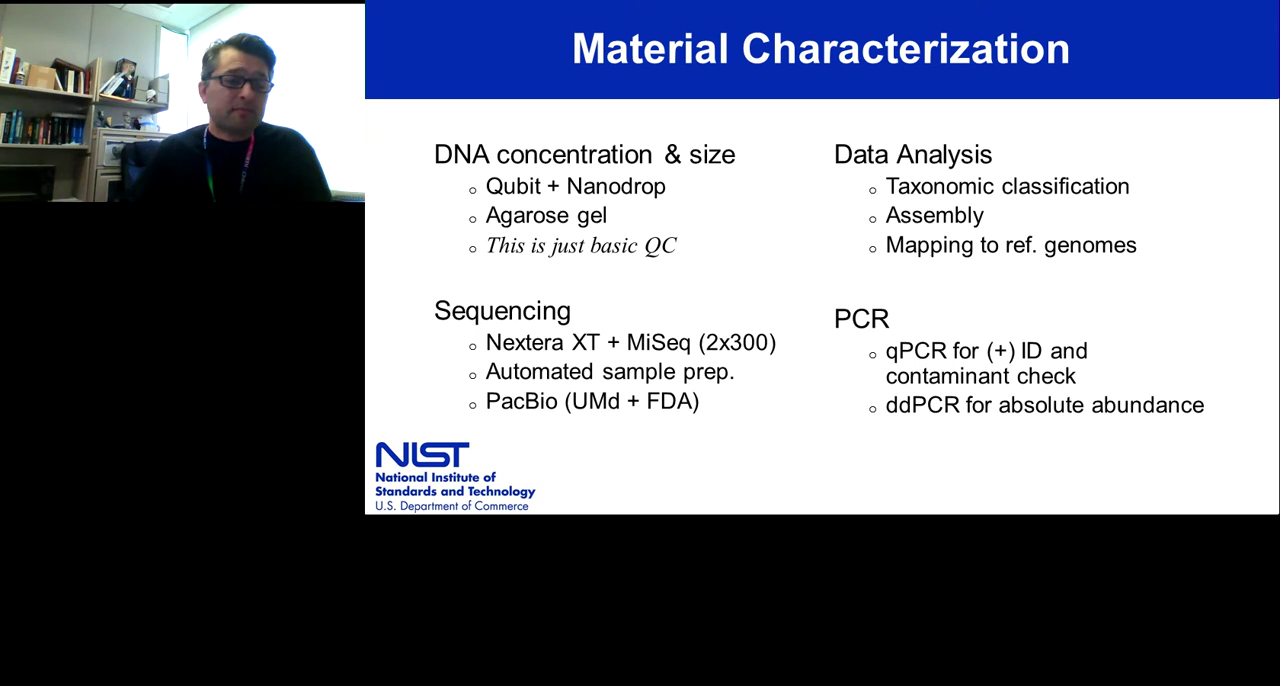 Material Characterization
DNA concentration & size
Qubit + Nanodrop
Agarose gel
This is just basic QC
Sequencing
Nextera XT + MiSeq (2x300)
Automated sample prep.
PacBio (UMd + FDA)
Data Analysis
Taxonomic classification
Assembly
Mapping to ref. genomes
PCR
qPCR for (+) ID and
contaminant check
ddPCR for absolute abundance
NIST
National Institute of
Standards and Technology
U.S. Department of Commerce